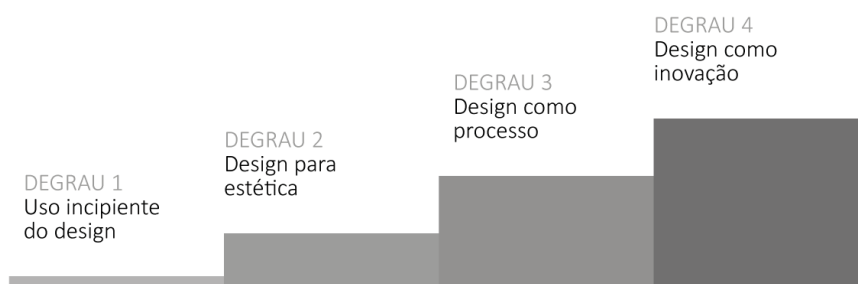 DEGRAU 1
Uso incipiente
do design
DEGRAU 2
Design para
estética
DEGRAU 3
Design como
processo
DEGRAU 4
Design como
inovação